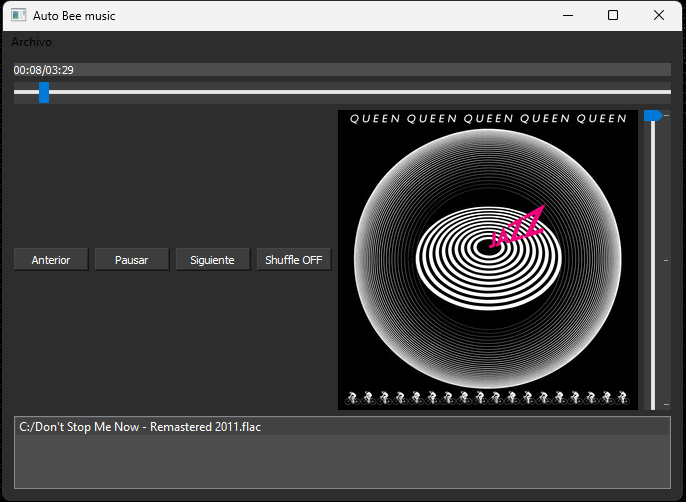 Auto Bee music
Archivo
00:08/03:29
QUEEN QUEEN QUEEN QUEEN QUEEN
JAZZ
Anterior Pausar Siguiente Shuffle OFF
C:/Don't Stop Me Now - Remastered 2011.flac